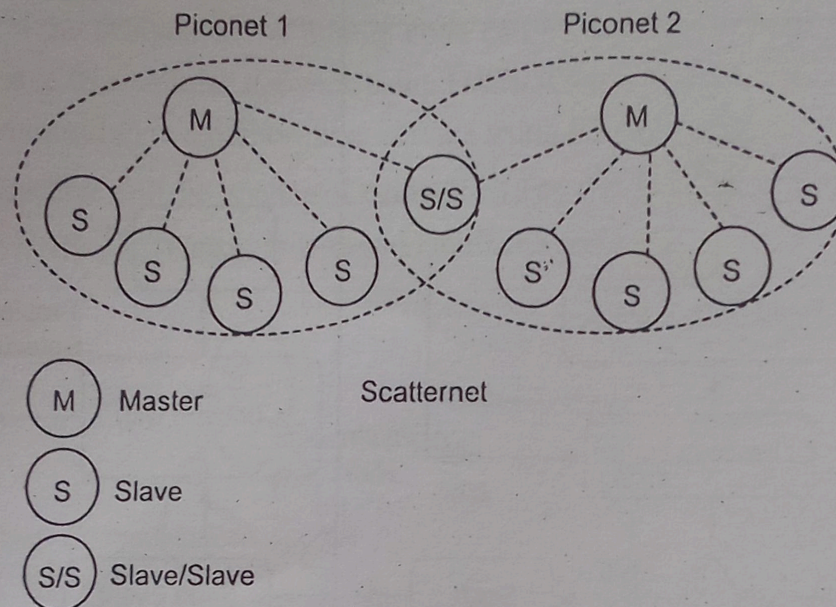 Piconet 1
Piconet 2
M
M
S
S
S
S
S/S
S
S
S
S
Scatternet
M Master
S Slave
S/S Slave/Slave